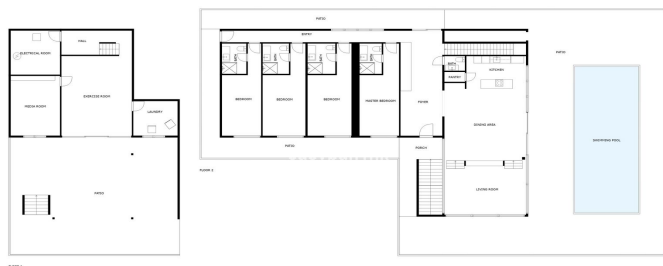 ELECTRICAL ROOM
HALL
MEDIA ROOM
EXERCISE ROOM
LAUNDRY
PATIO
PATIO
ENTRY
BATH
BATH
BATH
BATH
BEDROOM
BEDROOM
BEDROOM
MASTER BEDROOM
FOYER
PATIO
FLOOR 2
BATH
PANTRY
KITCHEN
DINING AREA
PORCH
LIVING ROOM
PATIO
SWIMMING POOL